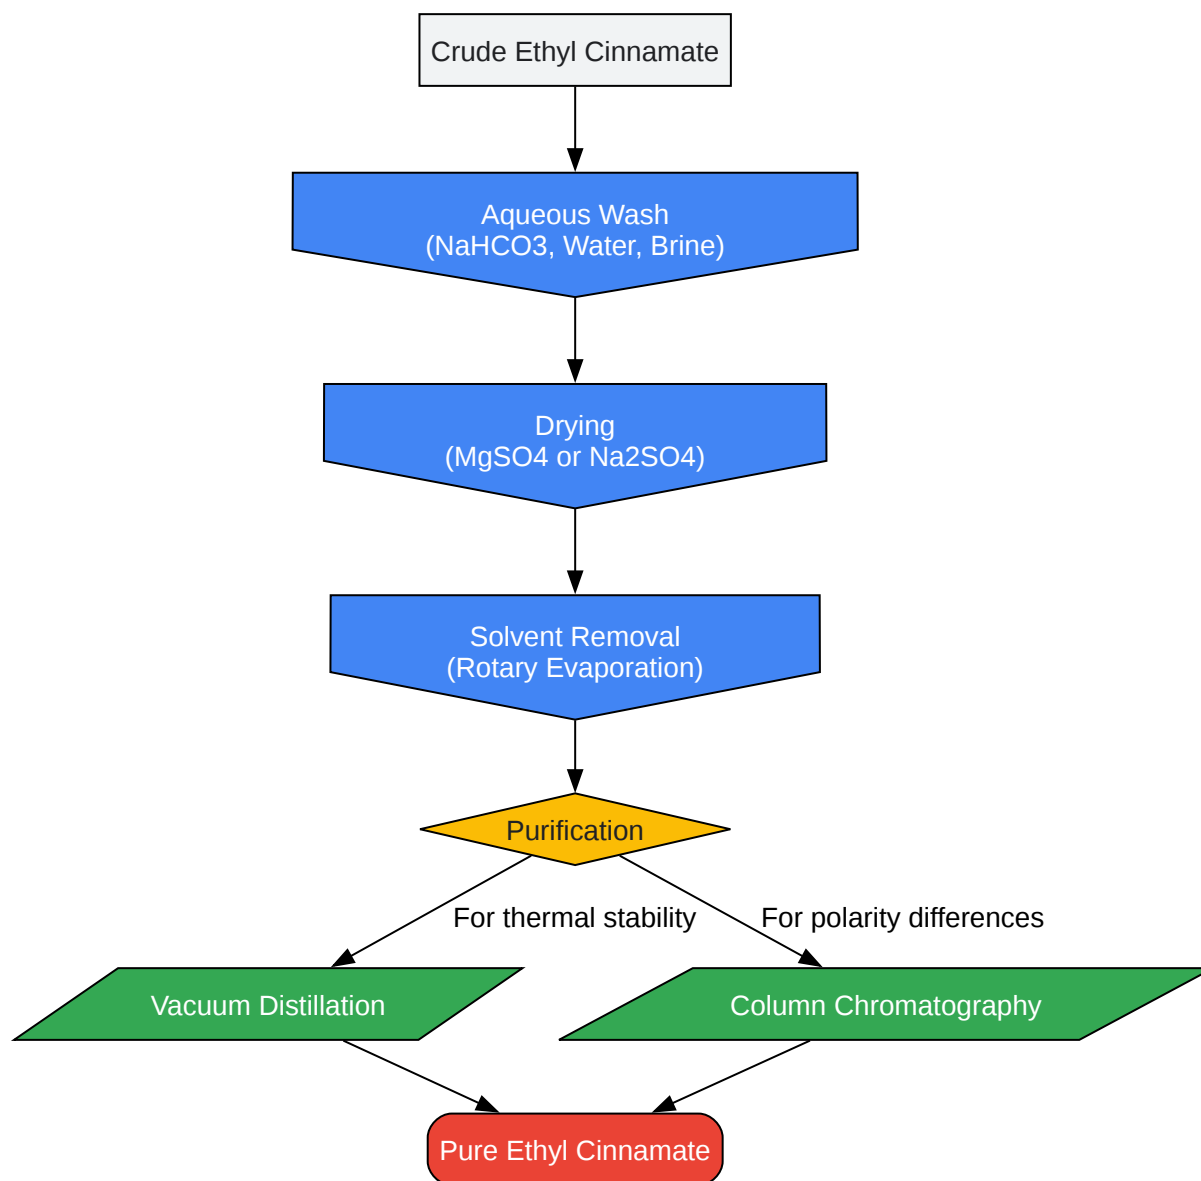 Crude Ethyl Cinnamate
Aqueous Wash
(NaHCO3, Water, Brine)
Drying
(MgSO4 or Na2SO4)
Solvent Removal
(Rotary Evaporation)
Purification
For thermal stability
For polarity differences
Vacuum Distillation
Column Chromatography
Pure Ethyl Cinnamate